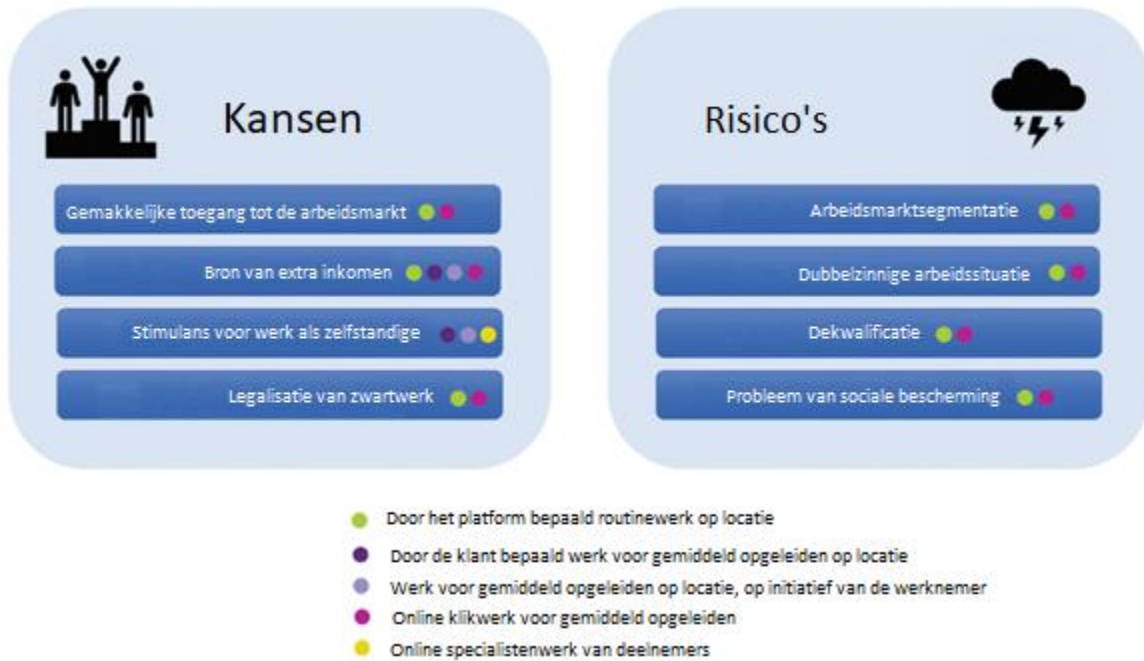 Kansen
Gemakkelijke toegang tot de arbeidsmarkt
Bron van extra inkomen
Stimulans voor werk als zelfstandige
Legalisatie van zwartwerk
Risico's
Arbeidsmarktsegmentatie
Dubbelzinnige arbeidssituatie
Dekwalificatie
Probleem van sociale bescherming
Door het platform bepaald routinewerk op locatie
Door de klant bepaald werk voor gemiddeld opgeleiden op locatie
Werk voor gemiddeld opgeleiden op locatie, op initiatief van de werknemer
Online klikwerk voor gemiddeld opgeleiden
Online specialistenwerk van deelnemers